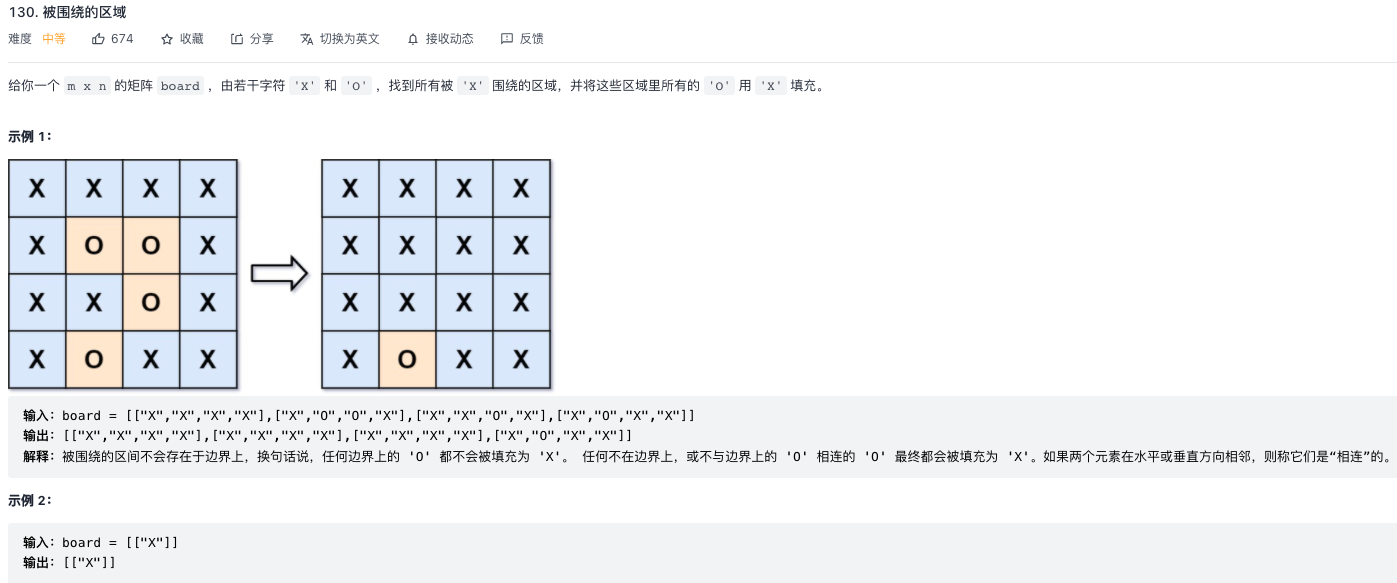 130. 被围绕的区域
难度 中等 674 收藏 分享 切换为英文 接收动态 反馈
给你一个 m x n 的矩阵 board ，由若干字符 'X' 和 'O' ，找到所有被 'X' 围绕的区域，并将这些区域里所有的 'O' 用 'X' 填充。
示例 1：
X X X X X X X X
X O O X X X X X
X X O X X X X X
X O X X X O X X
输入：board = [["X","X","X","X"],["X","O","O","X"],["X","X","O","X"],["X","O","X","X"]]
输出：[["X","X","X","X"],["X","X","X","X"],["X","X","X","X"],["X","O","X","X"]]
解释：被围绕的区间不会存在于边界上，换句话说，任何边界上的 'O' 都不会被填充为 'X'。 任何不在边界上，或不与边界上的 'O' 相连的 'O' 最终都会被填充为 'X'。如果两个元素在水平或垂直方向相邻，则称它们是“相连”的。
示例 2：
输入：board = [["X"]]
输出：[["X"]]